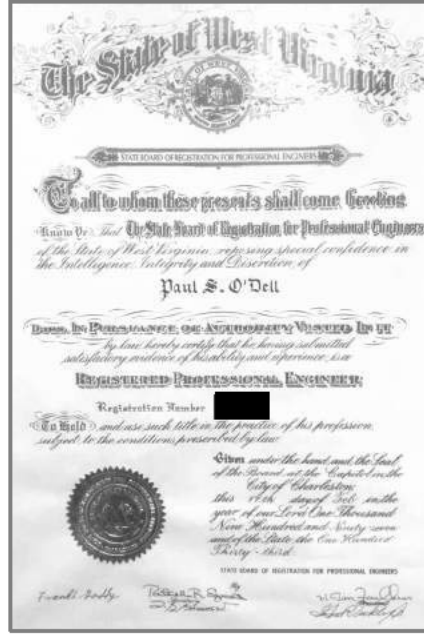 The State of West Virginia
STATE BOARD OF REGISTRATION FOR PROFESSIONAL ENGINEERS
To all to whom these presents shall come Greeting
Know Ye That The State Board of Registration for Professional Engineers
of the State of West Virginia reposing special confidence in
the Intelligence, Integrity and Discretion of
Paul S. O'Dell
Does, In Pursuance of Authority Vested In It
by law hereby certify that he having submitted
satisfactory evidence of his ability and experience is a
Registered Professional Engineer;
Registration Number
To Hold and use such title in the practice of his profession
subject to the conditions prescribed by law
Given under the hand and the Seal
of the Board at the Capitol in the
City of Charleston
this day of Feb in the
year of our Lord One Thousand
Nine Hundred and Ninety seven
and of the State the One Hundred
Thirty-third
STATE BOARD OF REGISTRATION FOR PROFESSIONAL ENGINEERS